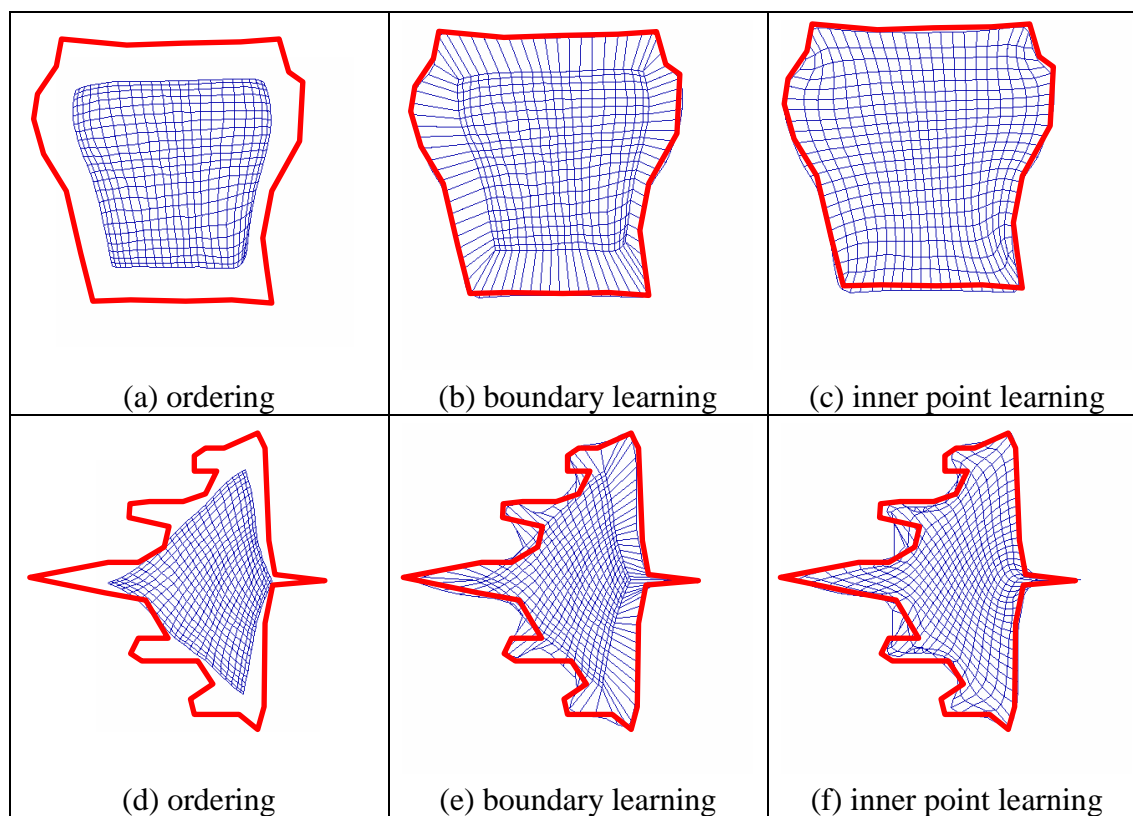 (a) ordering
(b) boundary learning
(c) inner point learning
(d) ordering
(e) boundary learning
(f) inner point learning